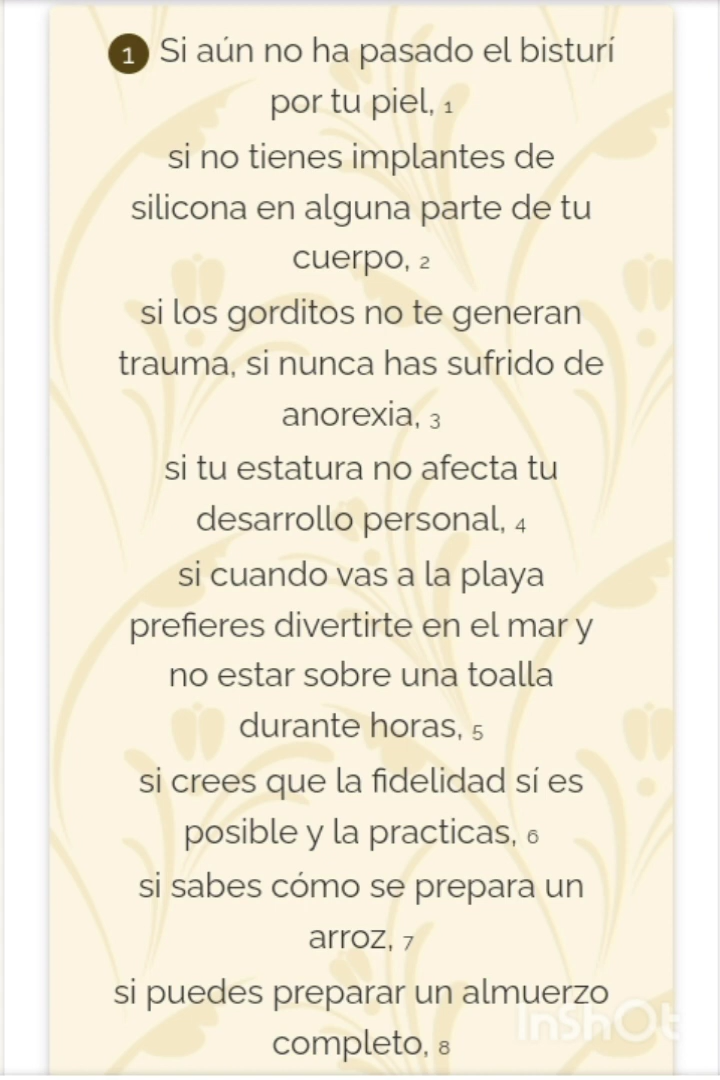 1 Si aún no ha pasado el bisturí
por tu piel, 1
si no tienes implantes de
silicona en alguna parte de tu
cuerpo, 2
si los gorditos no te generan
trauma, si nunca has sufrido de
anorexia, 3
si tu estatura no afecta tu
desarrollo personal, 4
si cuando vas a la playa
prefieres divertirte en el mar y
no estar sobre una toalla
durante horas, 5
si crees que la fidelidad sí es
posible y la practicas, 6
si sabes cómo se prepara un
arroz, 7
si puedes preparar un almuerzo
completo, 8
InShOt